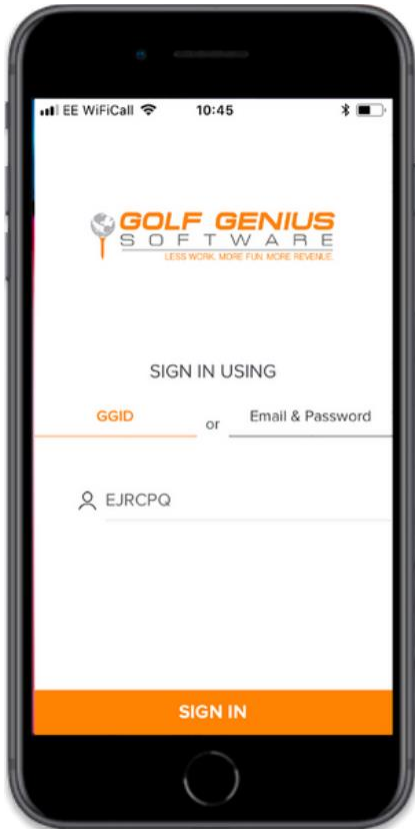 EE WiFiCall 10:45
GOLF GENIUS
SOFTWARE
LESS WORK. MORE FUN. MORE REVENUE.
SIGN IN USING
GGID or Email & Password
EJRCPQ
SIGN IN